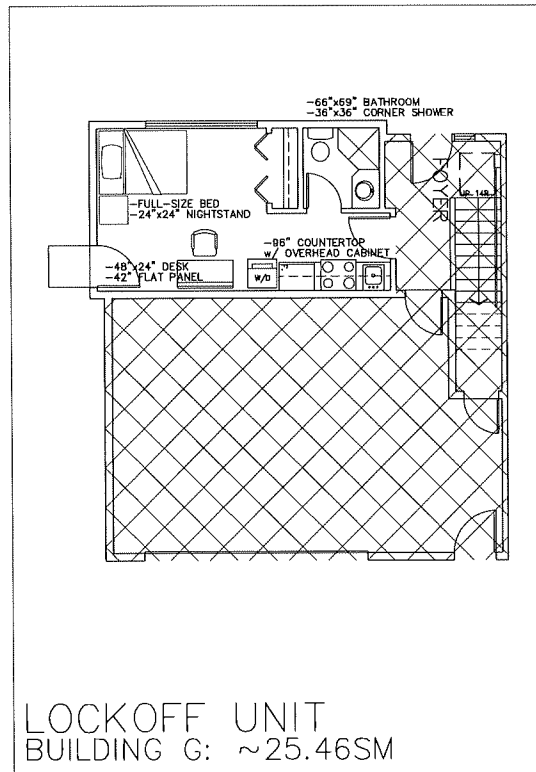 -66"x69" BATHROOM
-36"x36" CORNER SHOWER
FOYER
UP 14R
-FULL-SIZE BED
-24"x24" NIGHTSTAND
-96" COUNTERTOP
w/ OVERHEAD CABINET
-48"x24" DESK
-42" FLAT PANEL
W/D
LOCKOFF UNIT
BUILDING G: ~25.46SM